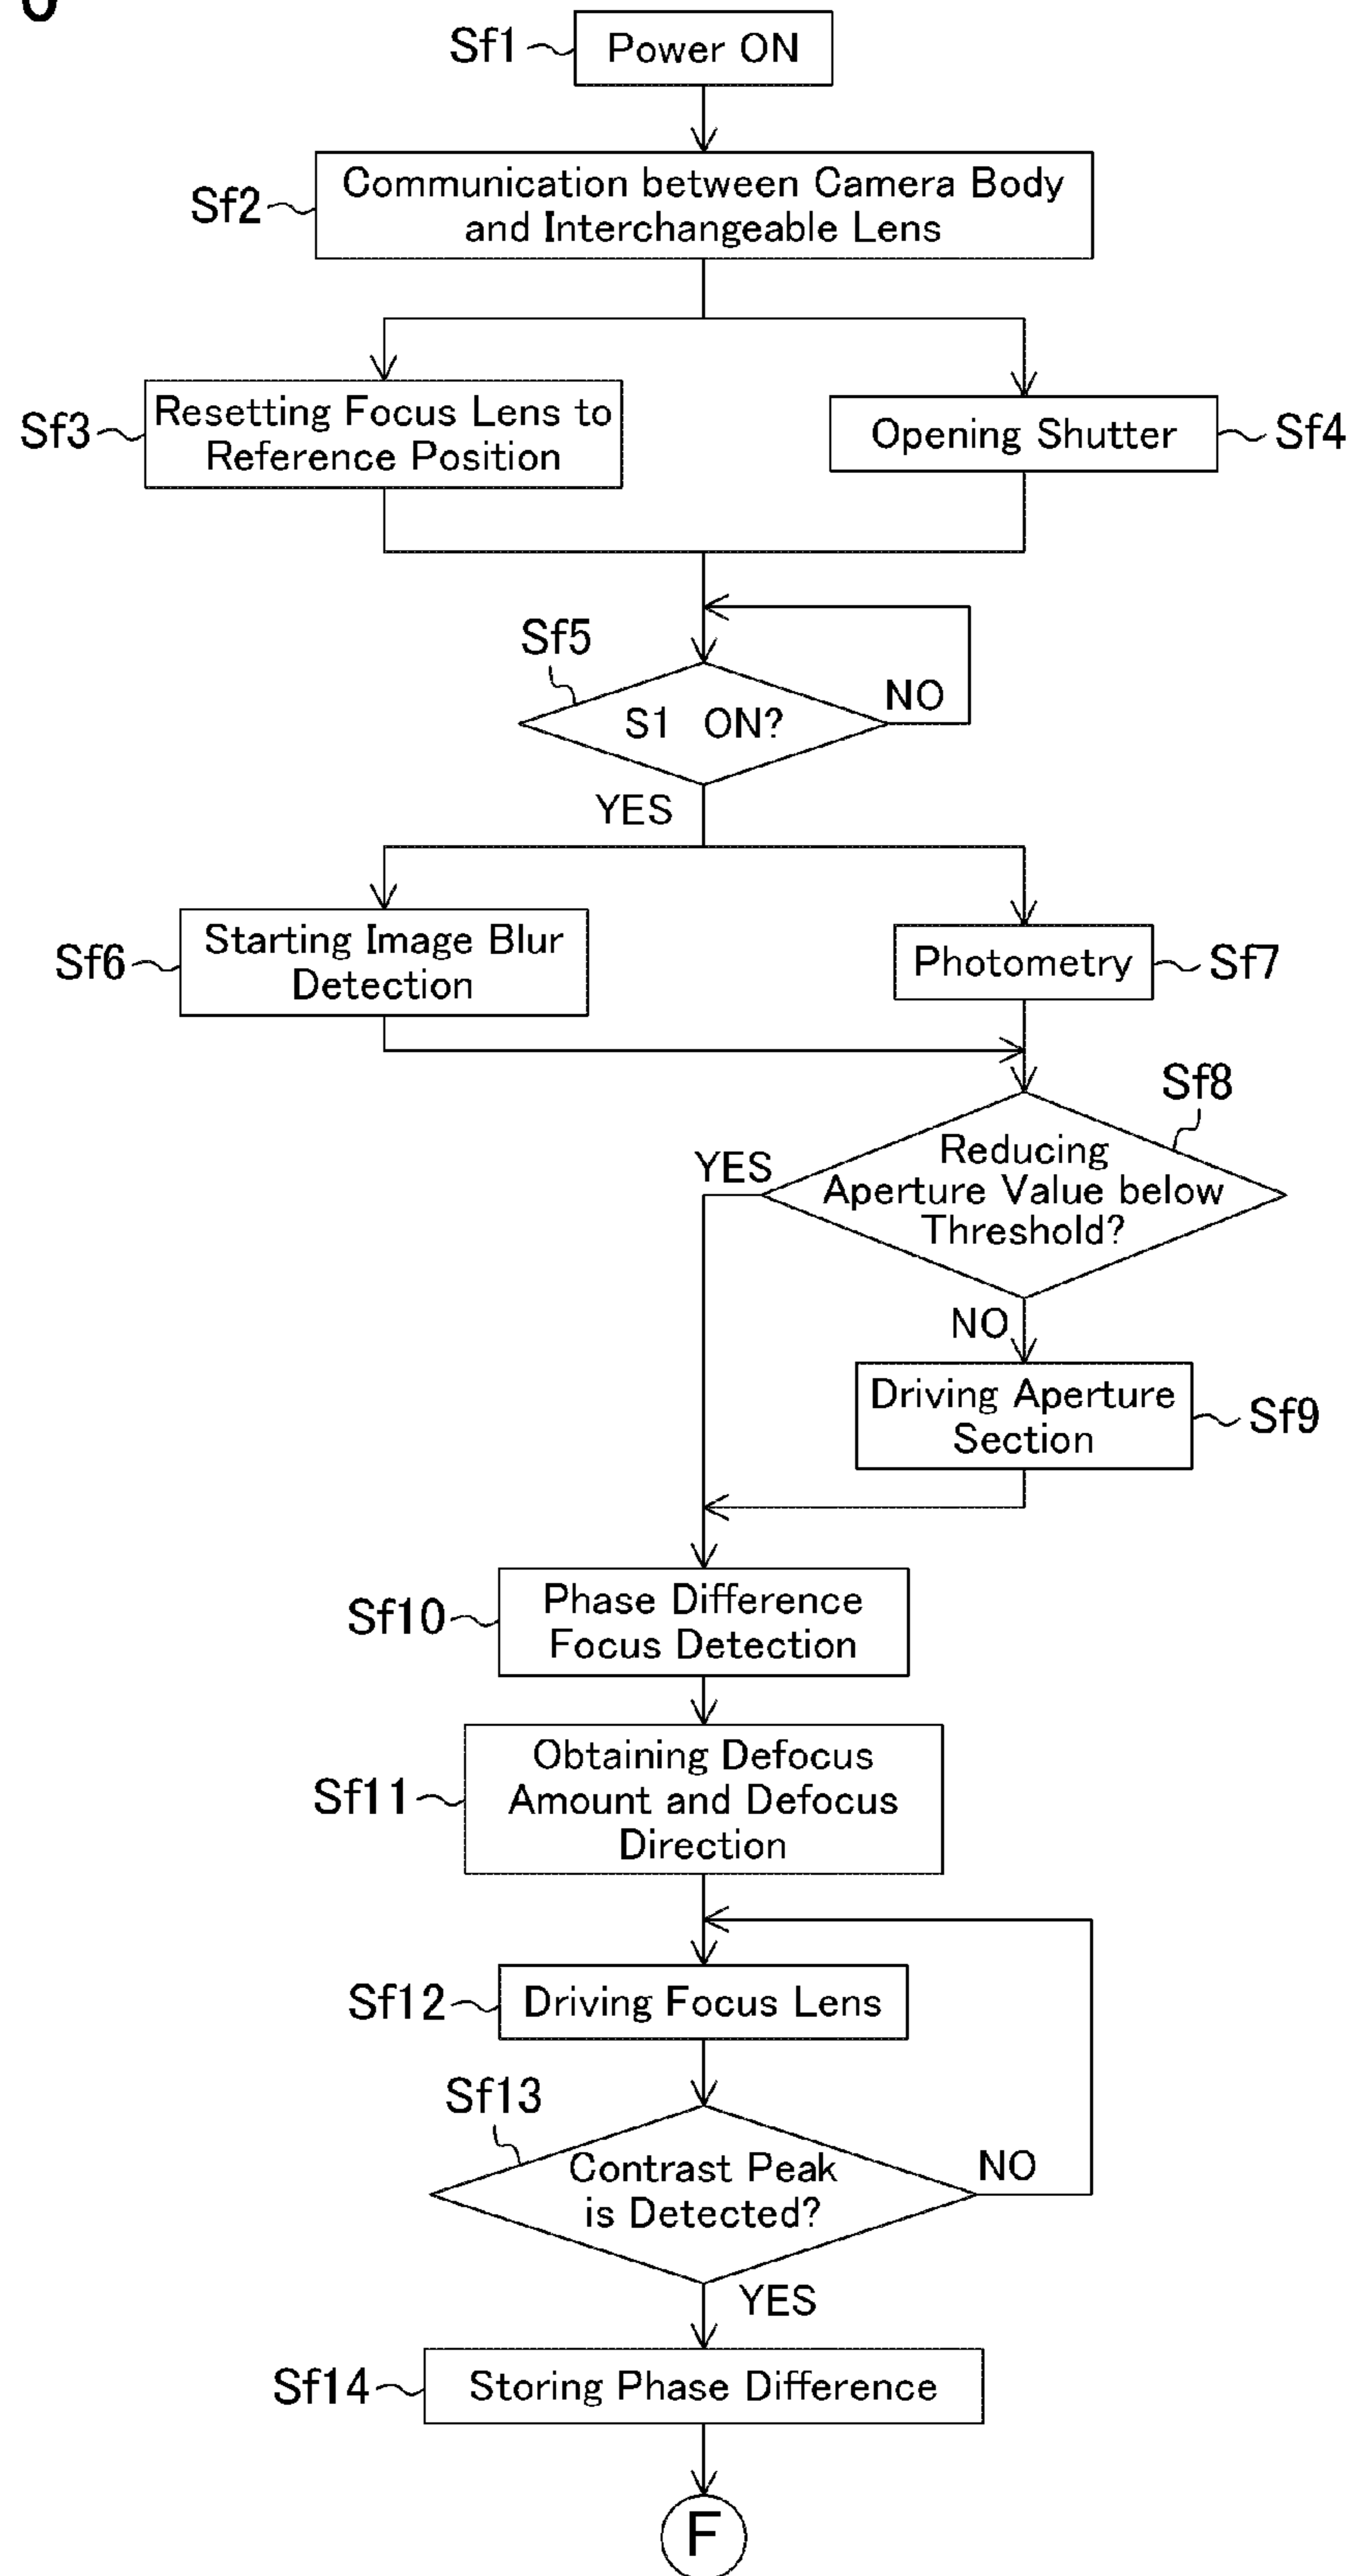 Sf1
Power ON
Sf2
Communication between Camera Body
and Interchangeable Lens
Sf3
Resetting Focus Lens to
Reference Position
Opening Shutter
Sf4
Sf5
S1 ON?
NO
YES
Sf6
Starting Image Blur
Detection
Photometry
Sf7
Sf8
Reducing
Aperture Value below
Threshold?
YES
NO
Driving Aperture
Section
Sf9
Sf10
Phase Difference
Focus Detection
Sf11
Obtaining Defocus
Amount and Defocus
Direction
Sf12
Driving Focus Lens
Sf13
Contrast Peak
is Detected?
NO
YES
Sf14
Storing Phase Difference
F